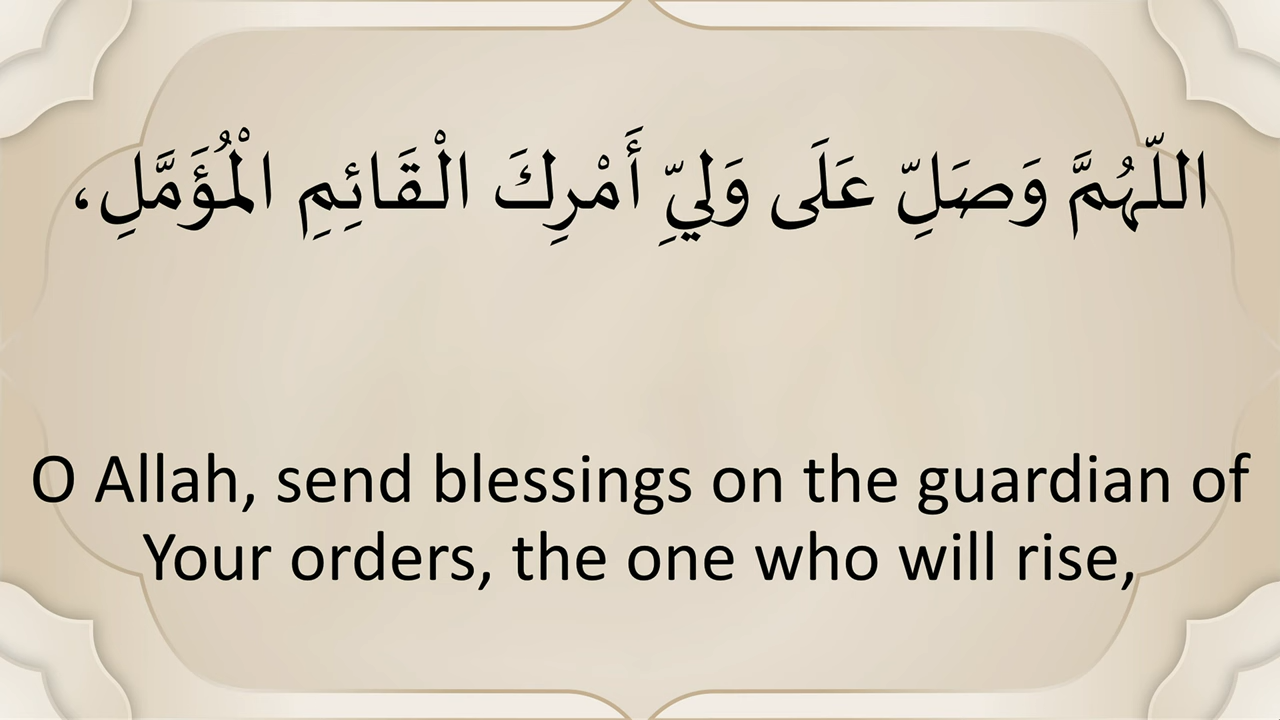 اللّهُمَّ وَصَلِّ عَلَى وَلِيِّ أَمْرِكَ الْقَائِمِ الْمُؤَمَّلِ،
O Allah, send blessings on the guardian of
Your orders, the one who will rise,